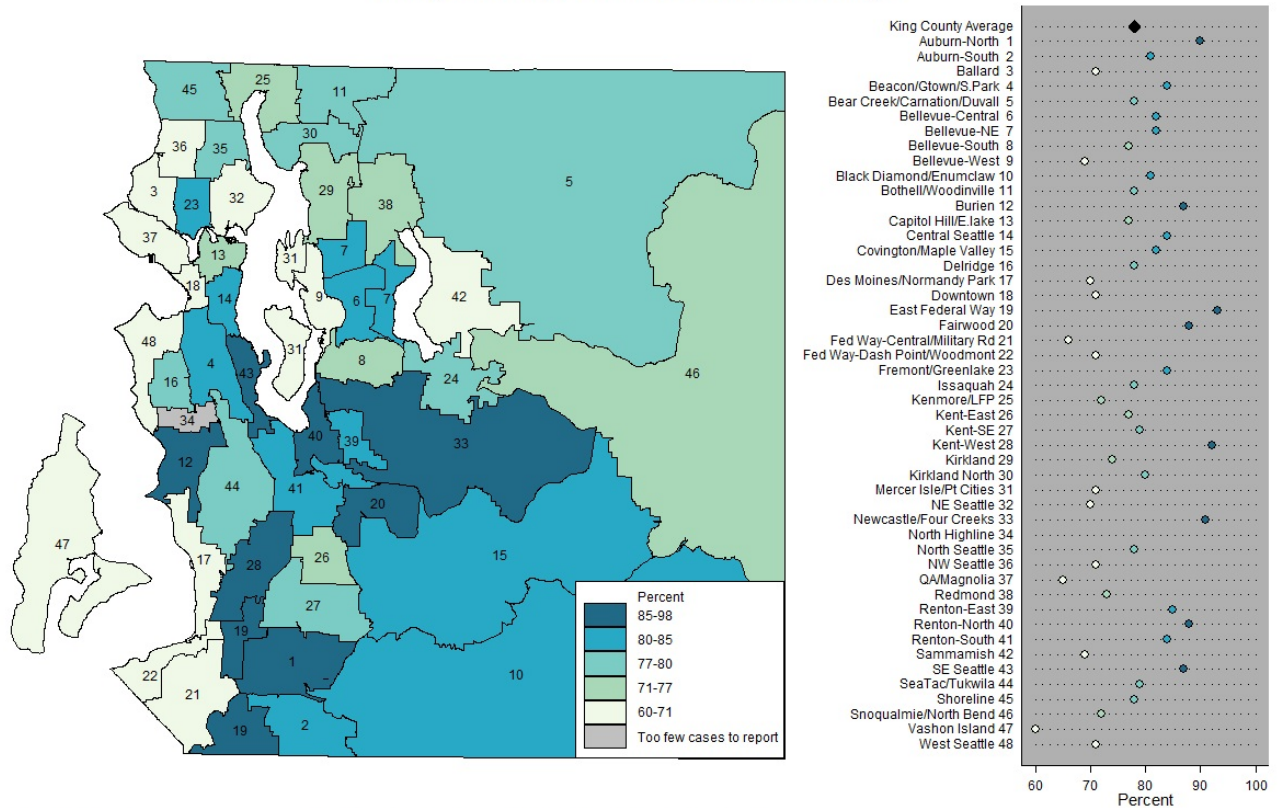 45
25
11
30
36
35
3
23
32
29
38
5
37
13
7
31
18
14
9
6
7
42
48
4
43
31
8
24
46
16
34
12
40
39
33
44
41
20
47
17
28
26
15
27
19
1
22
21
10
19
2
Percent
85-98
80-85
77-80
71-77
60-71
Too few cases to report
King County Average
Auburn-North 1
Auburn-South 2
Ballard 3
Beacon/Gtown/S.Park 4
Bear Creek/Carnation/Duvall 5
Bellevue-Central 6
Bellevue-NE 7
Bellevue-South 8
Bellevue-West 9
Black Diamond/Enumclaw 10
Bothell/Woodinville 11
Burien 12
Capitol Hill/E.lake 13
Central Seattle 14
Covington/Maple Valley 15
Delridge 16
Des Moines/Normandy Park 17
Downtown 18
East Federal Way 19
Fairwood 20
Fed Way-Central/Military Rd 21
Fed Way-Dash Point/Woodmont 22
Fremont/Greenlake 23
Issaquah 24
Kenmore/LFP 25
Kent-East 26
Kent-SE 27
Kent-West 28
Kirkland 29
Kirkland North 30
Mercer Isle/Pt Cities 31
NE Seattle 32
Newcastle/Four Creeks 33
North Highline 34
North Seattle 35
NW Seattle 36
QA/Magnolia 37
Redmond 38
Renton-East 39
Renton-North 40
Renton-South 41
Sammamish 42
SE Seattle 43
SeaTac/Tukwila 44
Shoreline 45
Snoqualmie/North Bend 46
Vashon Island 47
West Seattle 48
60 70 80 90 100
Percent